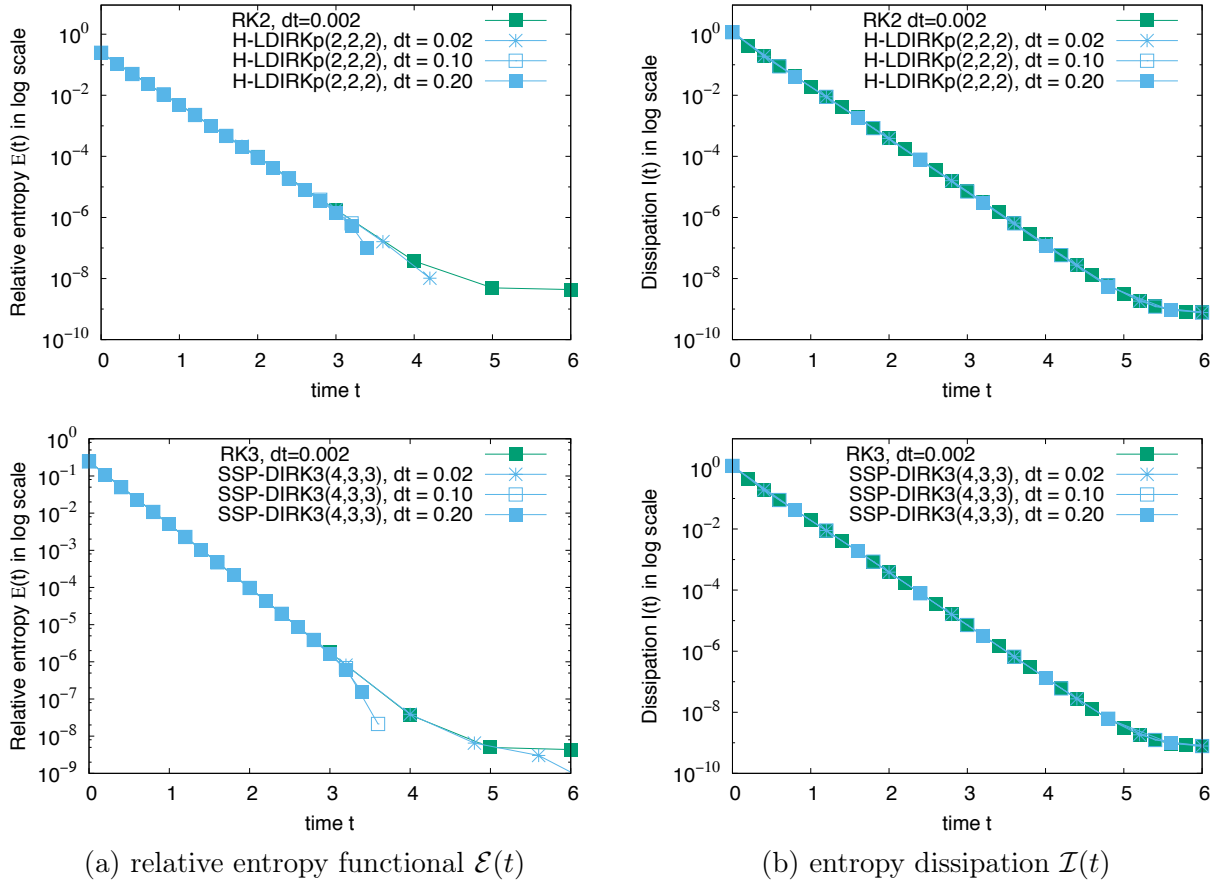 RK2, dt=0.002
H-LDIRKp(2,2,2), dt = 0.02
H-LDIRKp(2,2,2), dt = 0.10
H-LDIRKp(2,2,2), dt = 0.20
Relative entropy E(t) in log scale
10^0
10^-2
10^-4
10^-6
10^-8
10^-10
0 1 2 3 4 5 6
time t
RK2 dt=0.002
H-LDIRKp(2,2,2), dt = 0.02
H-LDIRKp(2,2,2), dt = 0.10
H-LDIRKp(2,2,2), dt = 0.20
Dissipation I(t) in log scale
10^0
10^-2
10^-4
10^-6
10^-8
10^-10
0 1 2 3 4 5 6
time t
RK3, dt=0.002
SSP-DIRK3(4,3,3), dt = 0.02
SSP-DIRK3(4,3,3), dt = 0.10
SSP-DIRK3(4,3,3), dt = 0.20
Relative entropy E(t) in log scale
10^0
10^-1
10^-2
10^-3
10^-4
10^-5
10^-6
10^-7
10^-8
10^-9
0 1 2 3 4 5 6
time t
RK3, dt=0.002
SSP-DIRK3(4,3,3), dt = 0.02
SSP-DIRK3(4,3,3), dt = 0.10
SSP-DIRK3(4,3,3), dt = 0.20
Dissipation I(t) in log scale
10^0
10^-2
10^-4
10^-6
10^-8
10^-10
0 1 2 3 4 5 6
time t
(a) relative entropy functional ℰ(t)
(b) entropy dissipation ℐ(t)